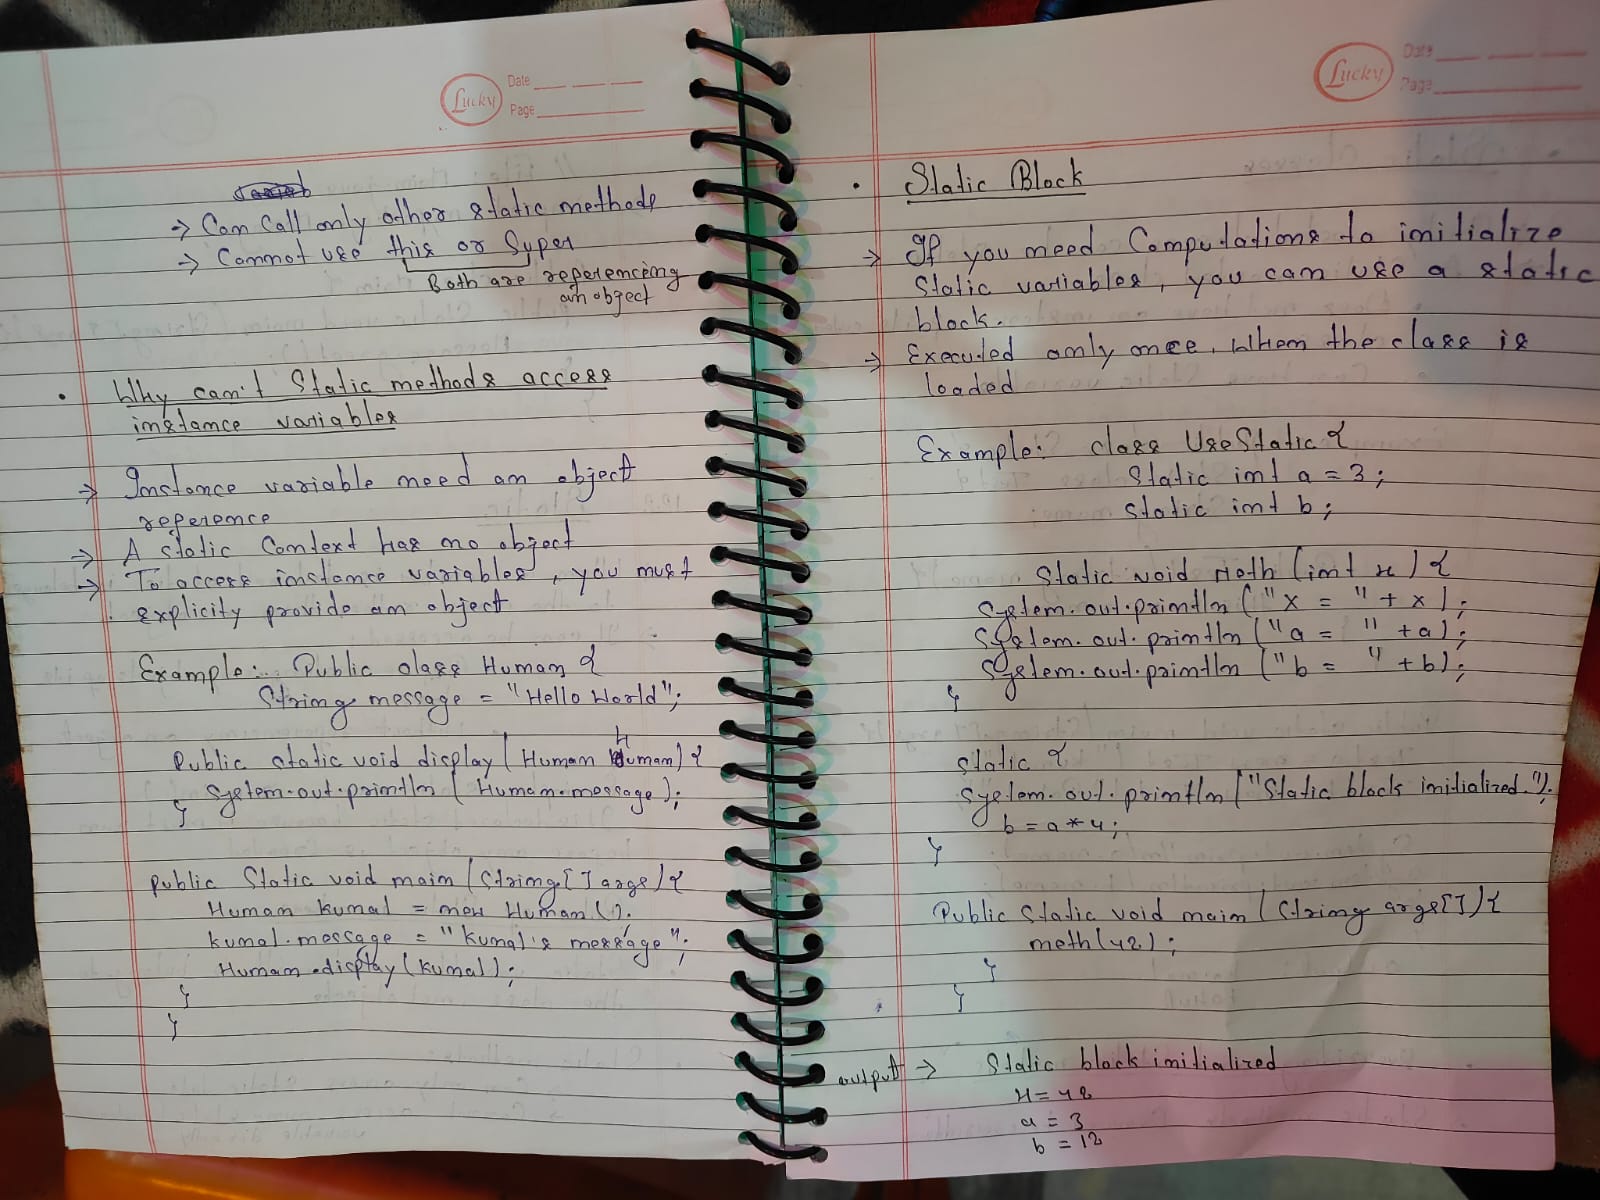 Lucky
Date
Page
→ Can Call only other static methods
→ Cannot use this or Super
Both are referencing
an object
• Why can't Static methods access
instance variables
→ Instance variable need an object
reference
→ A static Context has no object
→ To access instance variables, you must
explicity provide an object
Example: Public class Human {
String message = "Hello World";
Public static void display (Human Human) {
System.out.println (Human.message);
}
public Static void main (String[] args) {
Human kunal = new Human ();
kunal.message = "Kunal's message";
Human.display (kunal);
}
}
Lucky
Date
Page
• Static Block
→ If you need Computations to initialize
Static variables, you can use a static
block.
→ Executed only once, When the class is
loaded
Example: class UseStatic {
Static int a = 3;
Static int b;
Static void meth (int x) {
System.out.println ("x = " + x);
System.out.println ("a = " + a);
System.out.println ("b = " + b);
}
static {
System.out.println ("Static block initialized.");
b = a * 4;
}
Public static void main (String args[]) {
meth (42);
}
}
output → Static block initialized
x = 42
a = 3
b = 12